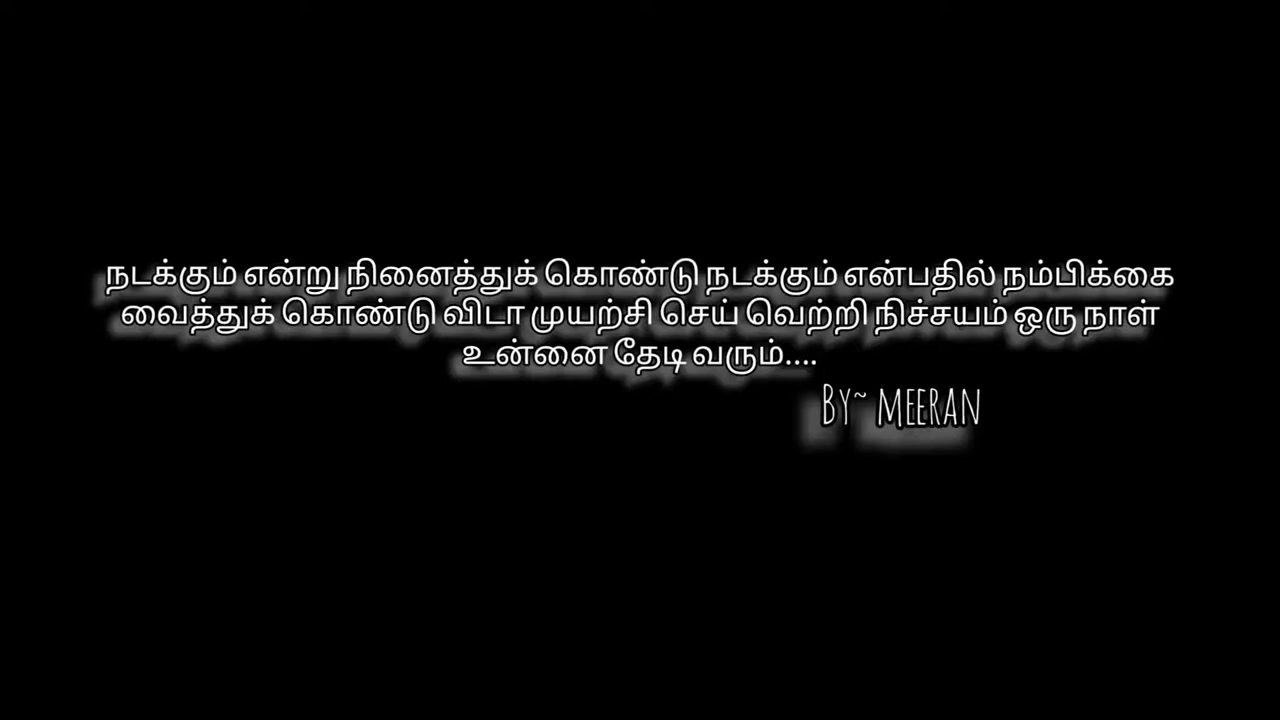 நடக்கும் என்று நினைத்துக் கொண்டு நடக்கும் என்பதில் நம்பிக்கை
வைத்துக் கொண்டு விடா முயற்சி செய் வெற்றி நிச்சயம் ஒரு நாள்
உன்னை தேடி வரும்....
By~ MEERAN